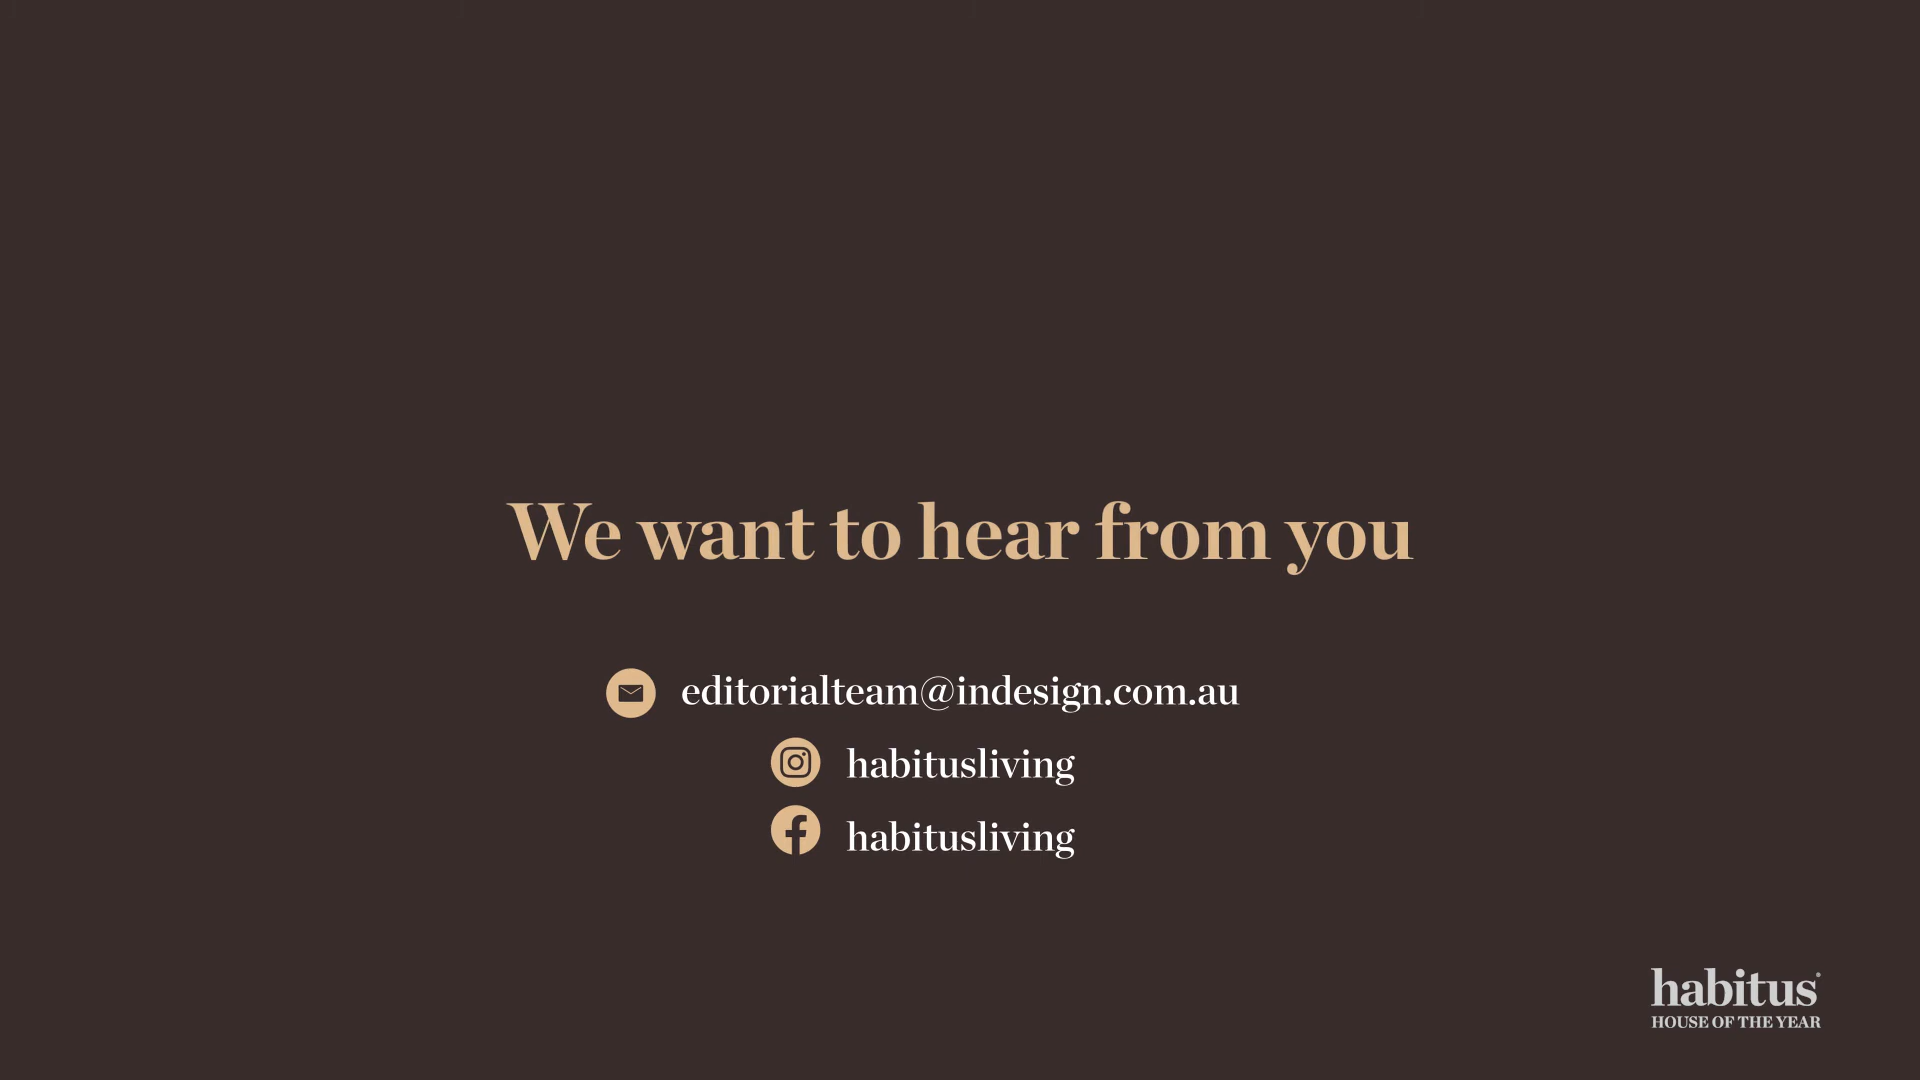 We want to hear from you
editorialteam@indesign.com.au
habitusliving
habitusliving
habitus
HOUSE OF THE YEAR